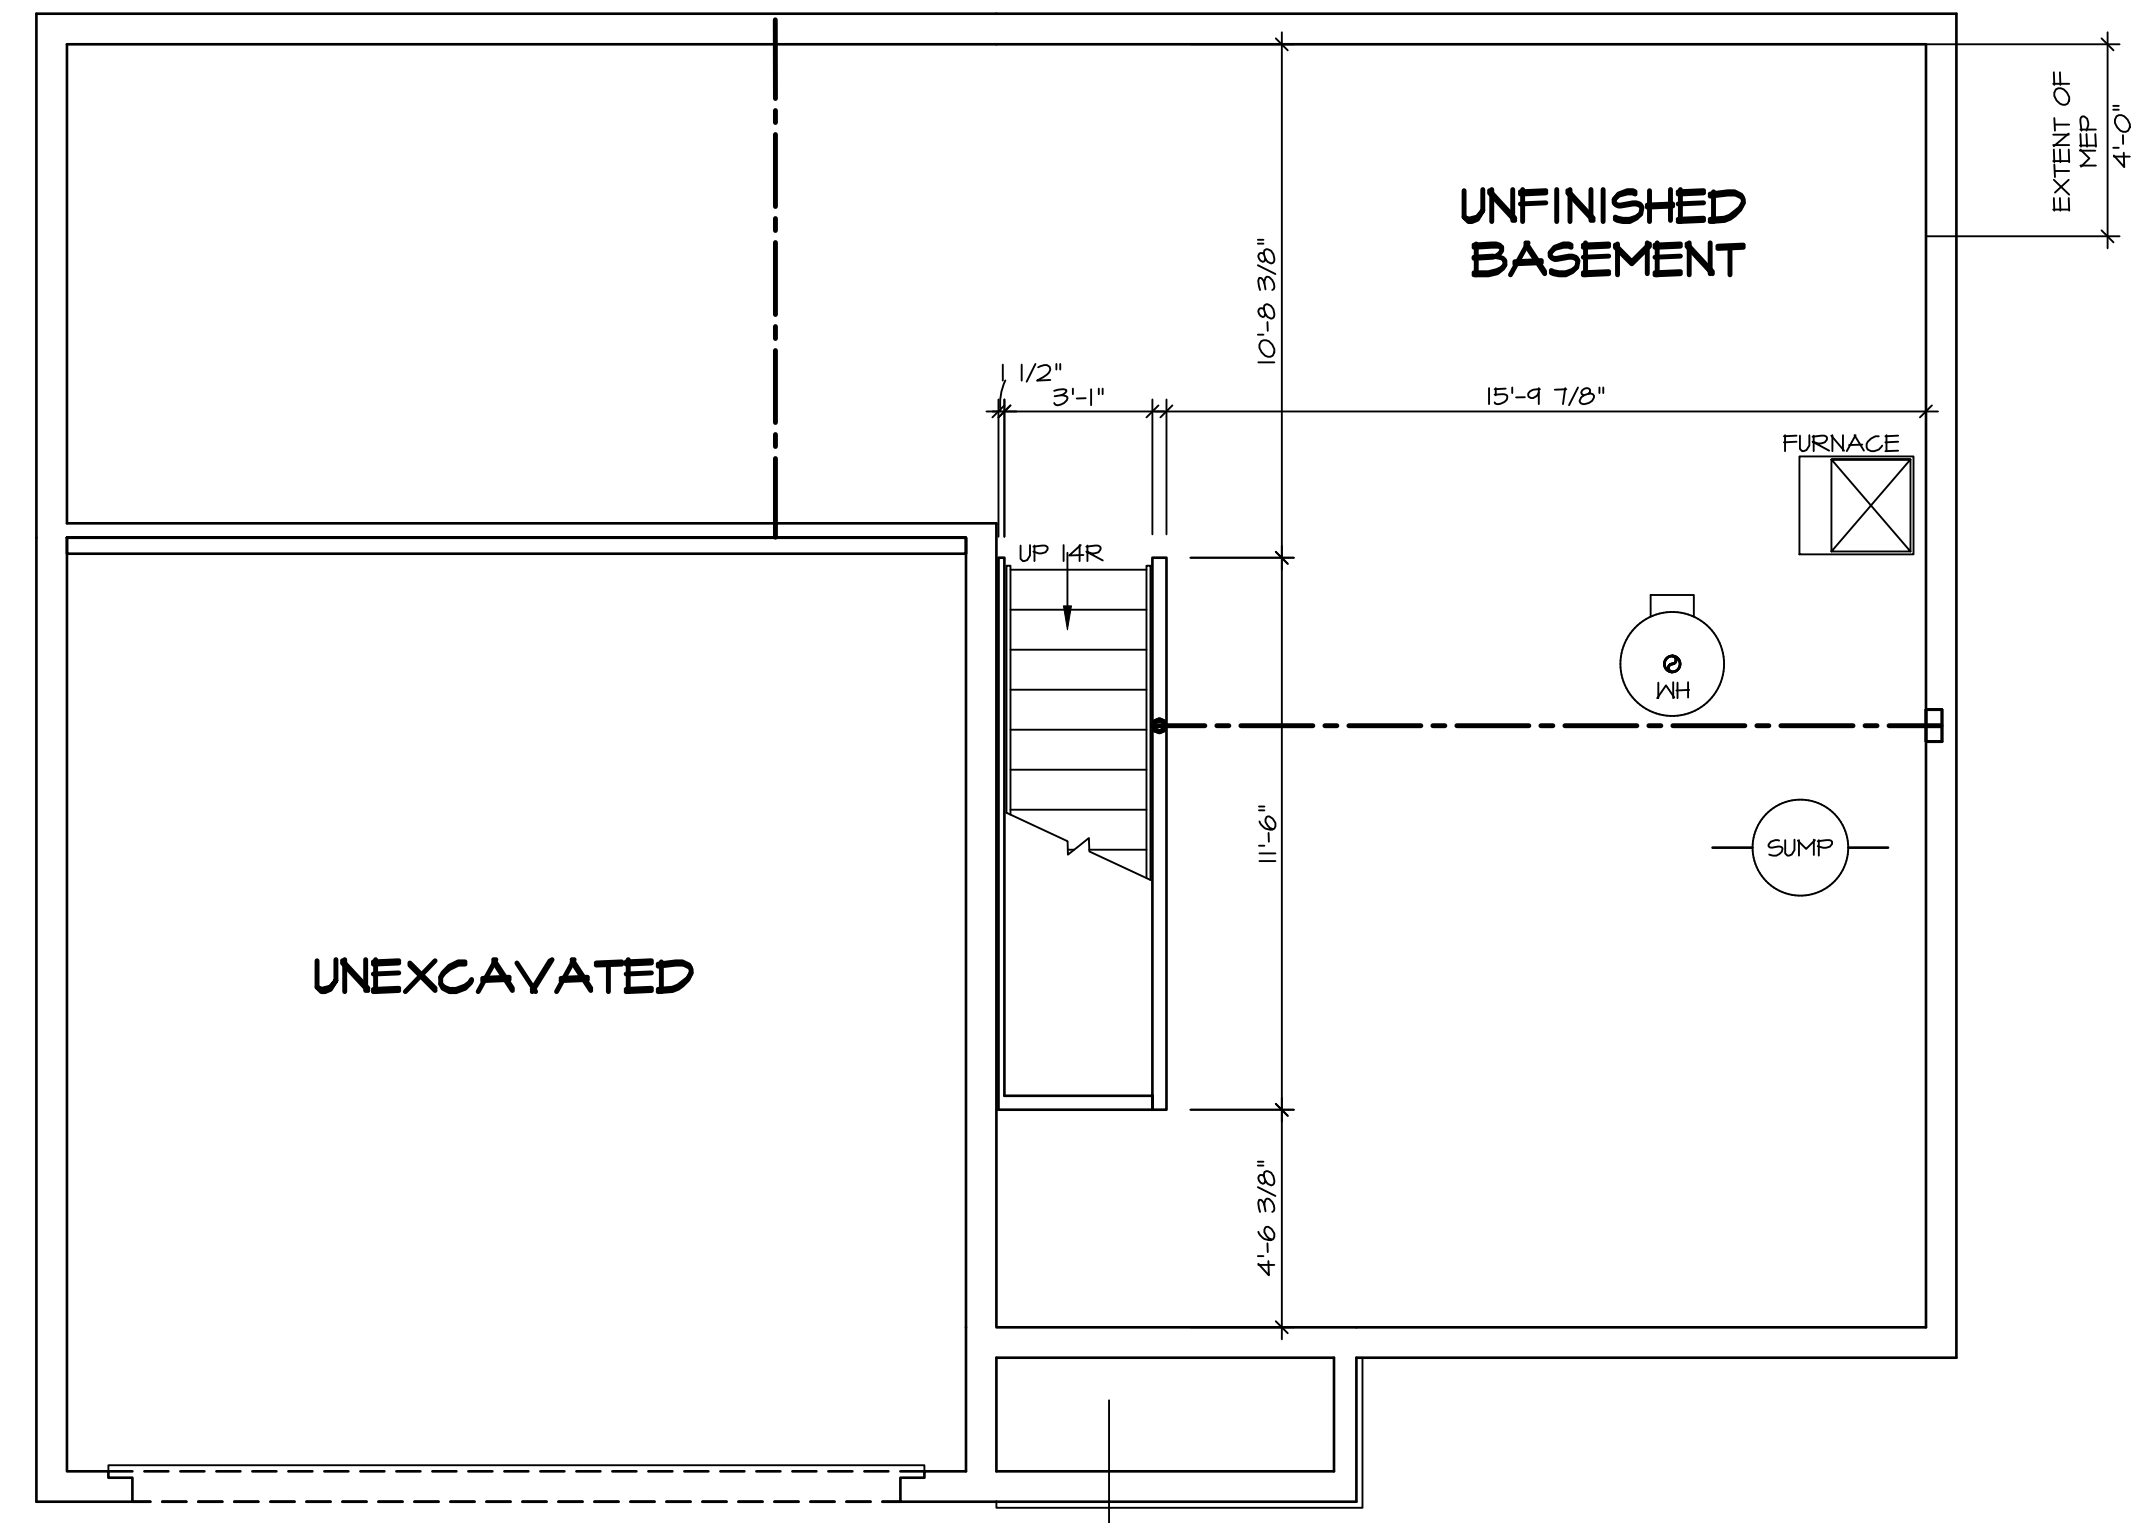 EXTENT OF
MEP
4'-0"
UNFINISHED
BASEMENT
10'-8 3/8"
1 1/2"
3'-1"
15'-9 7/8"
FURNACE
UP 14R
WH
11'-6"
SUMP
UNEXCAVATED
4'-6 3/8"